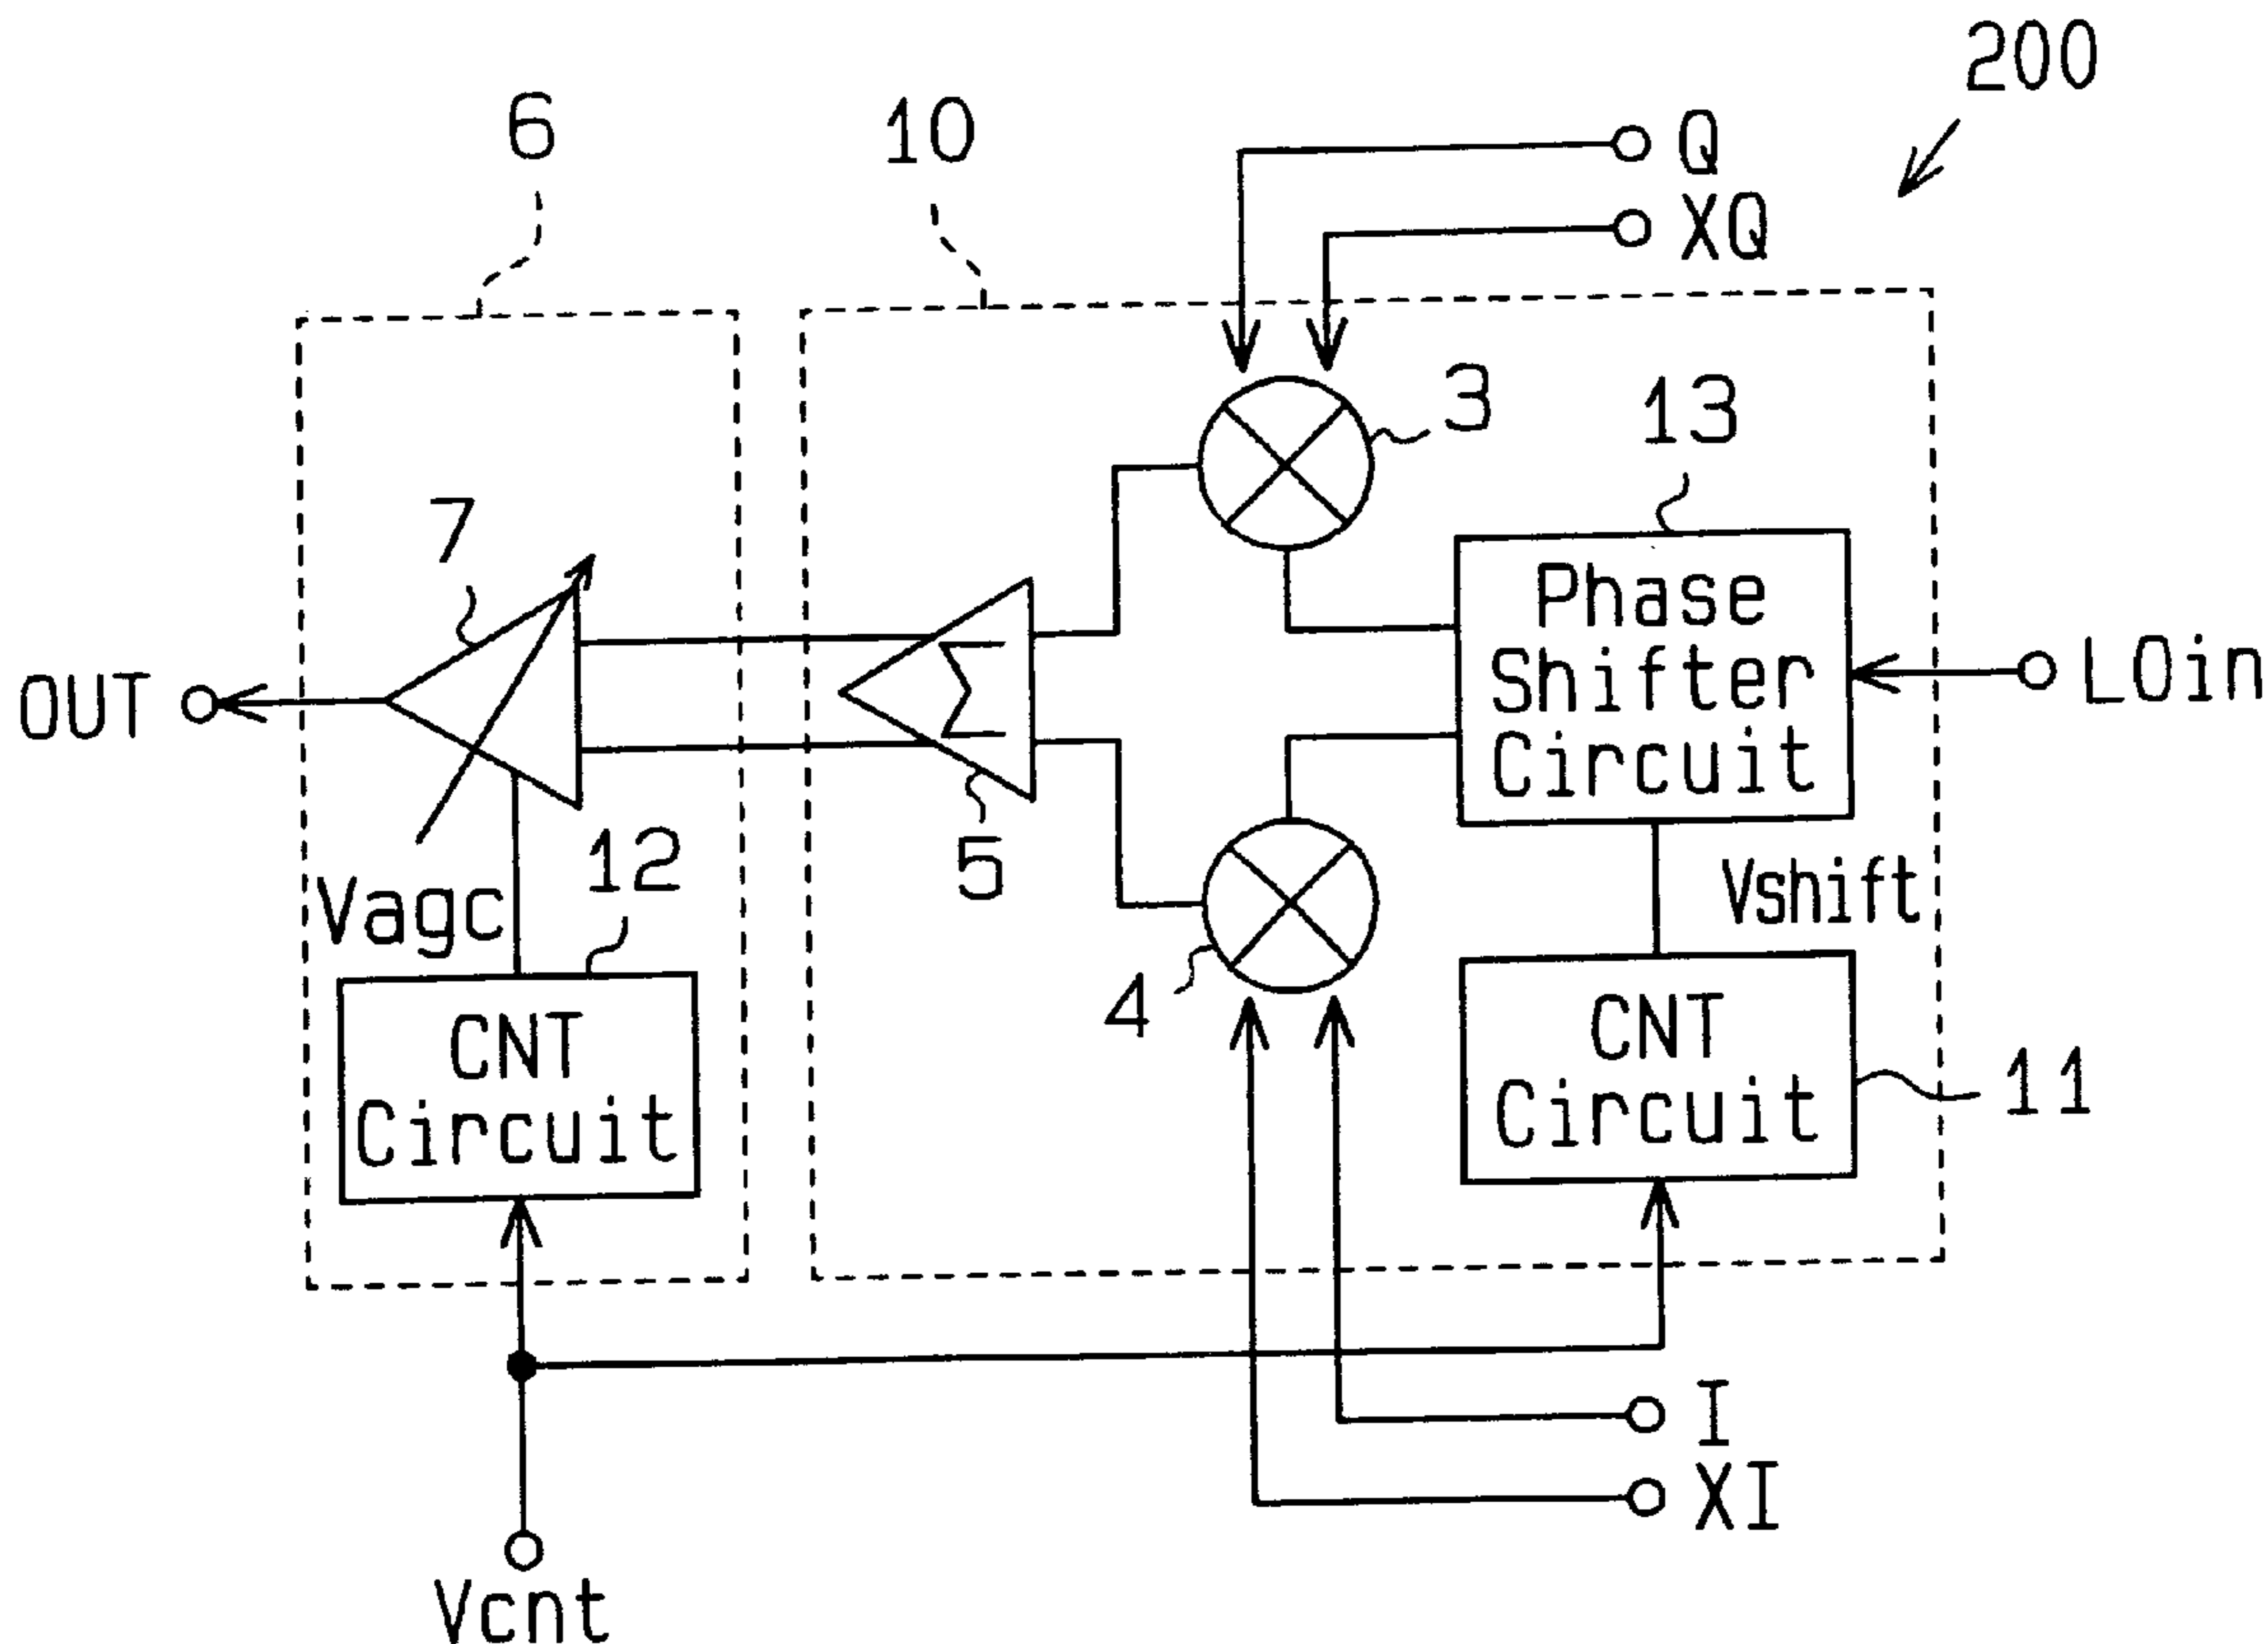 200
6
10
Q
XQ
3
13
7
Phase
Shifter
Circuit
OUT
LOin
5
12
Vagc
Vshift
4
CNT
Circuit
CNT
Circuit
11
I
XI
Vcnt